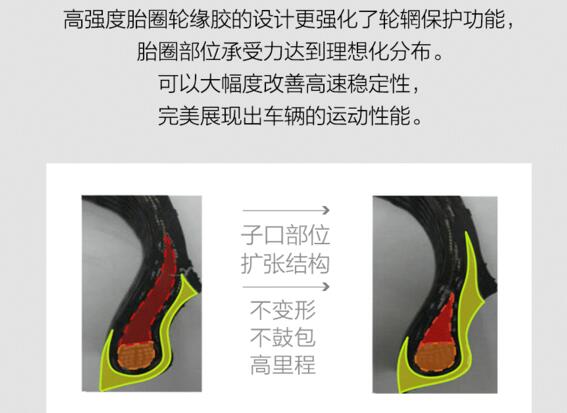 高强度胎圈轮缘胶的设计更强化了轮辋保护功能，
胎圈部位承受力达到理想化分布。
可以大幅度改善高速稳定性，
完美展现出车辆的运动性能。
子口部位
扩张结构
不变形
不鼓包
高里程